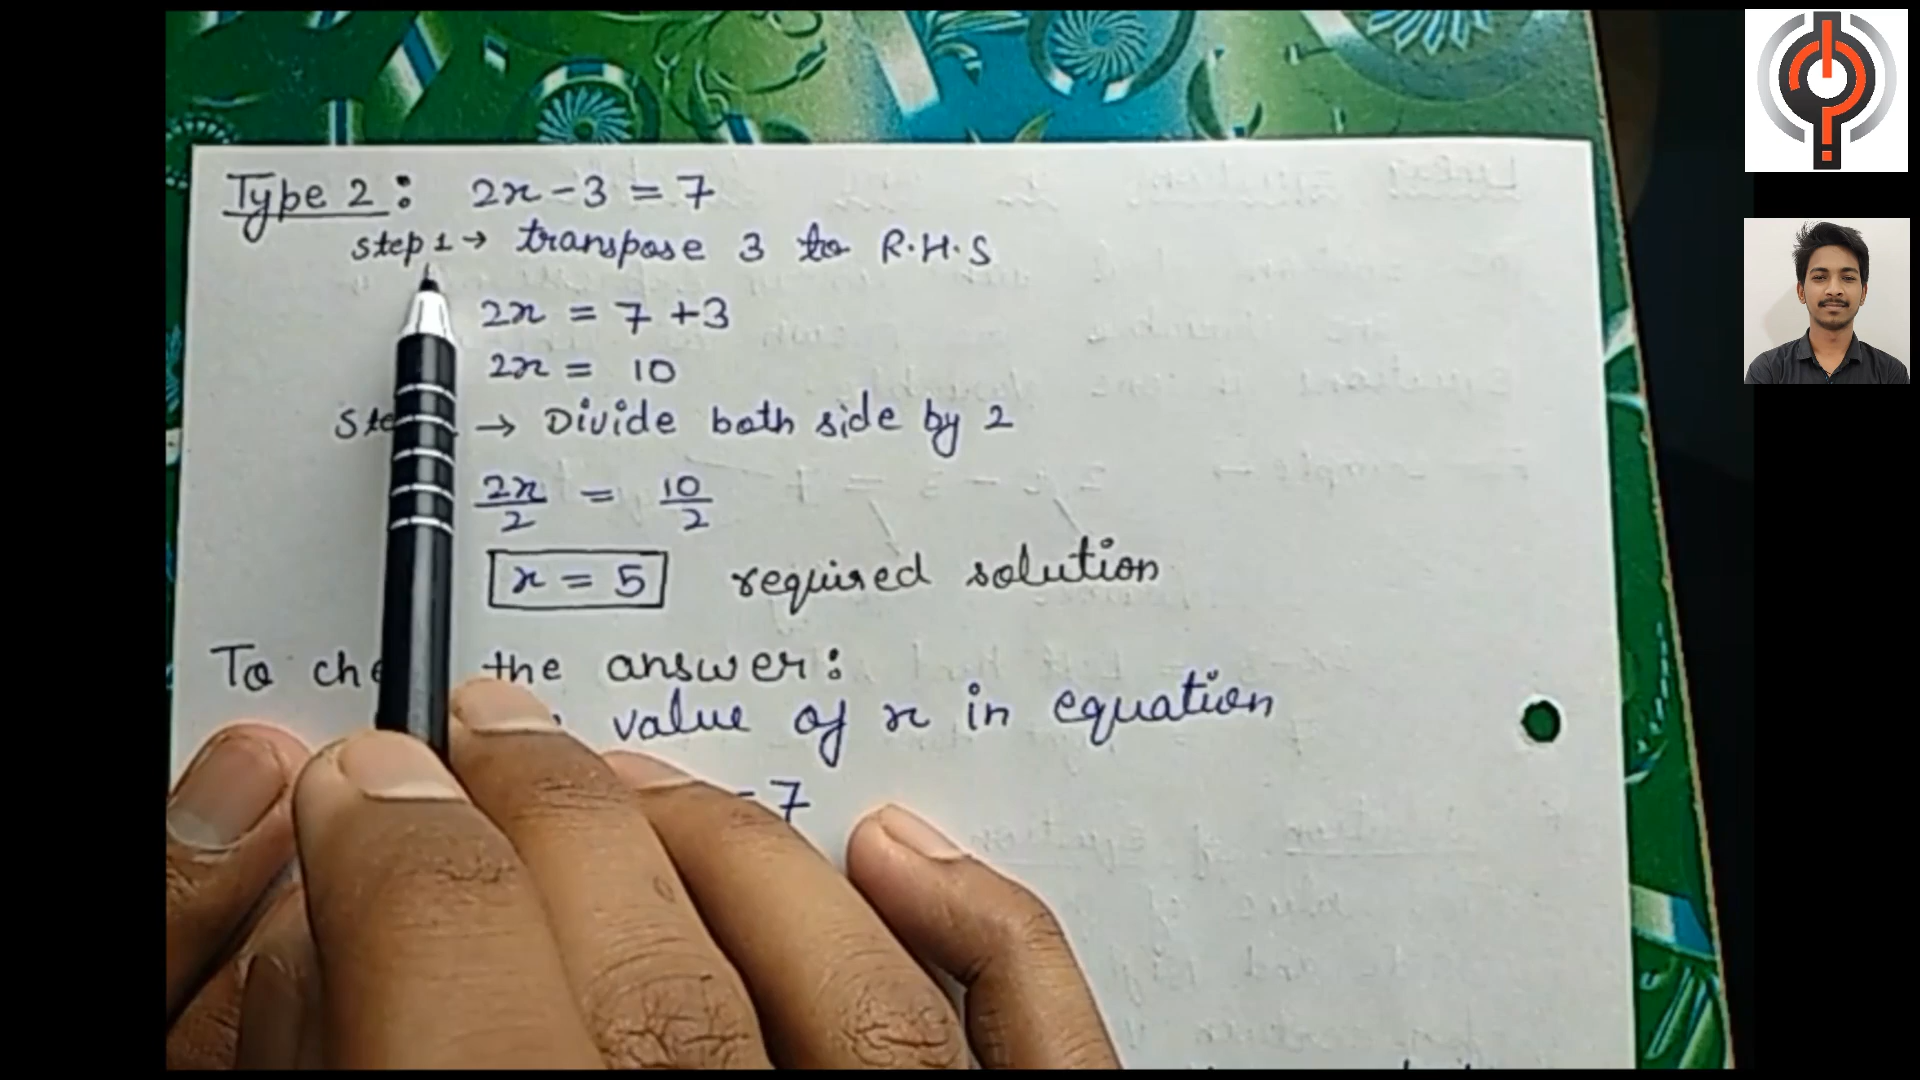 Type 2: 2x - 3 = 7
step 1 → transpose 3 to R.H.S
2x = 7 + 3
2x = 10
→ Divide both side by 2
2x/2 = 10/2
x = 5 required solution
To the answer:
value of x in equation
= 7